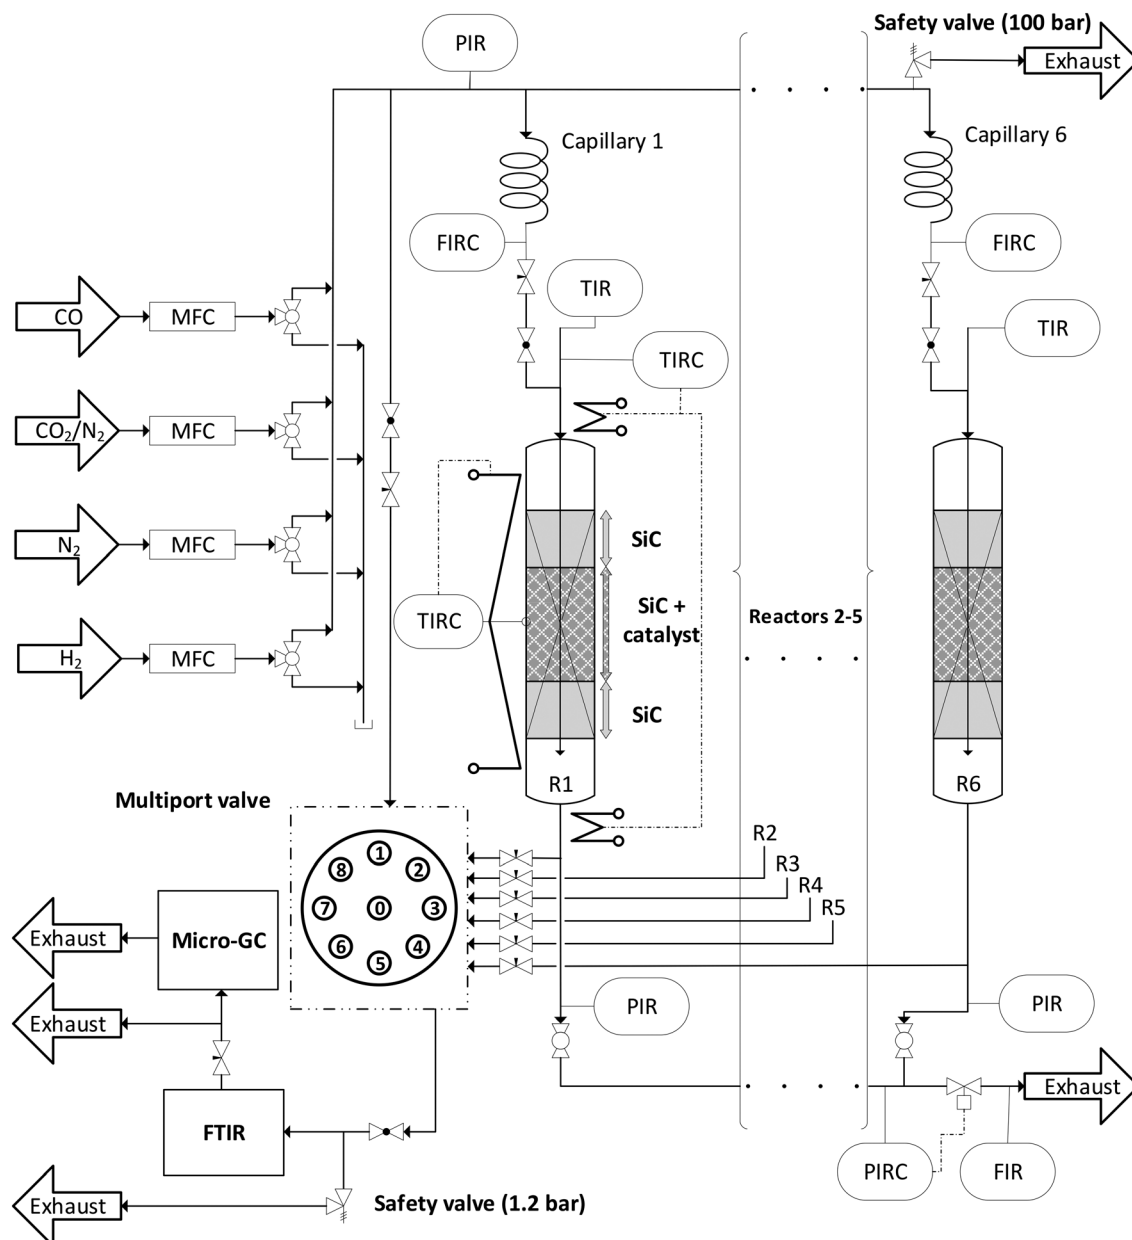 Safety valve (100 bar)
PIR
Exhaust
Capillary 1
Capillary 6
FIRC
FIRC
TIR
CO
MFC
TIR
TIRC
CO₂/N₂
MFC
SiC
N₂
MFC
SiC +
catalyst
TIRC
Reactors 2-5
H₂
MFC
SiC
R1
R6
Multiport valve
R2
R3
R4
R5
1
8
2
7
0
3
6
4
5
Micro-GC
Exhaust
PIR
PIR
Exhaust
Exhaust
FTIR
PIRC
FIR
Exhaust
Safety valve (1.2 bar)